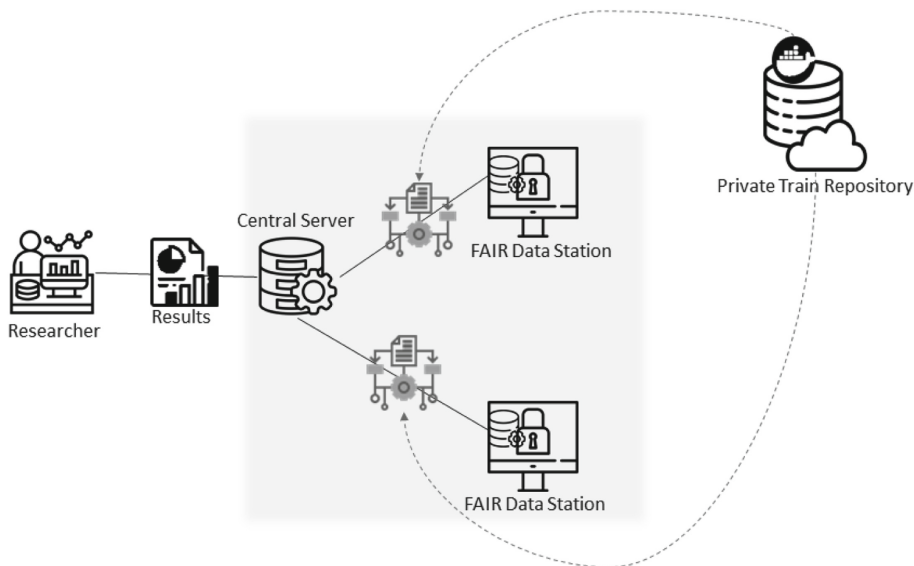 Private Train Repository
Central Server
FAIR Data Station
Researcher
Results
FAIR Data Station